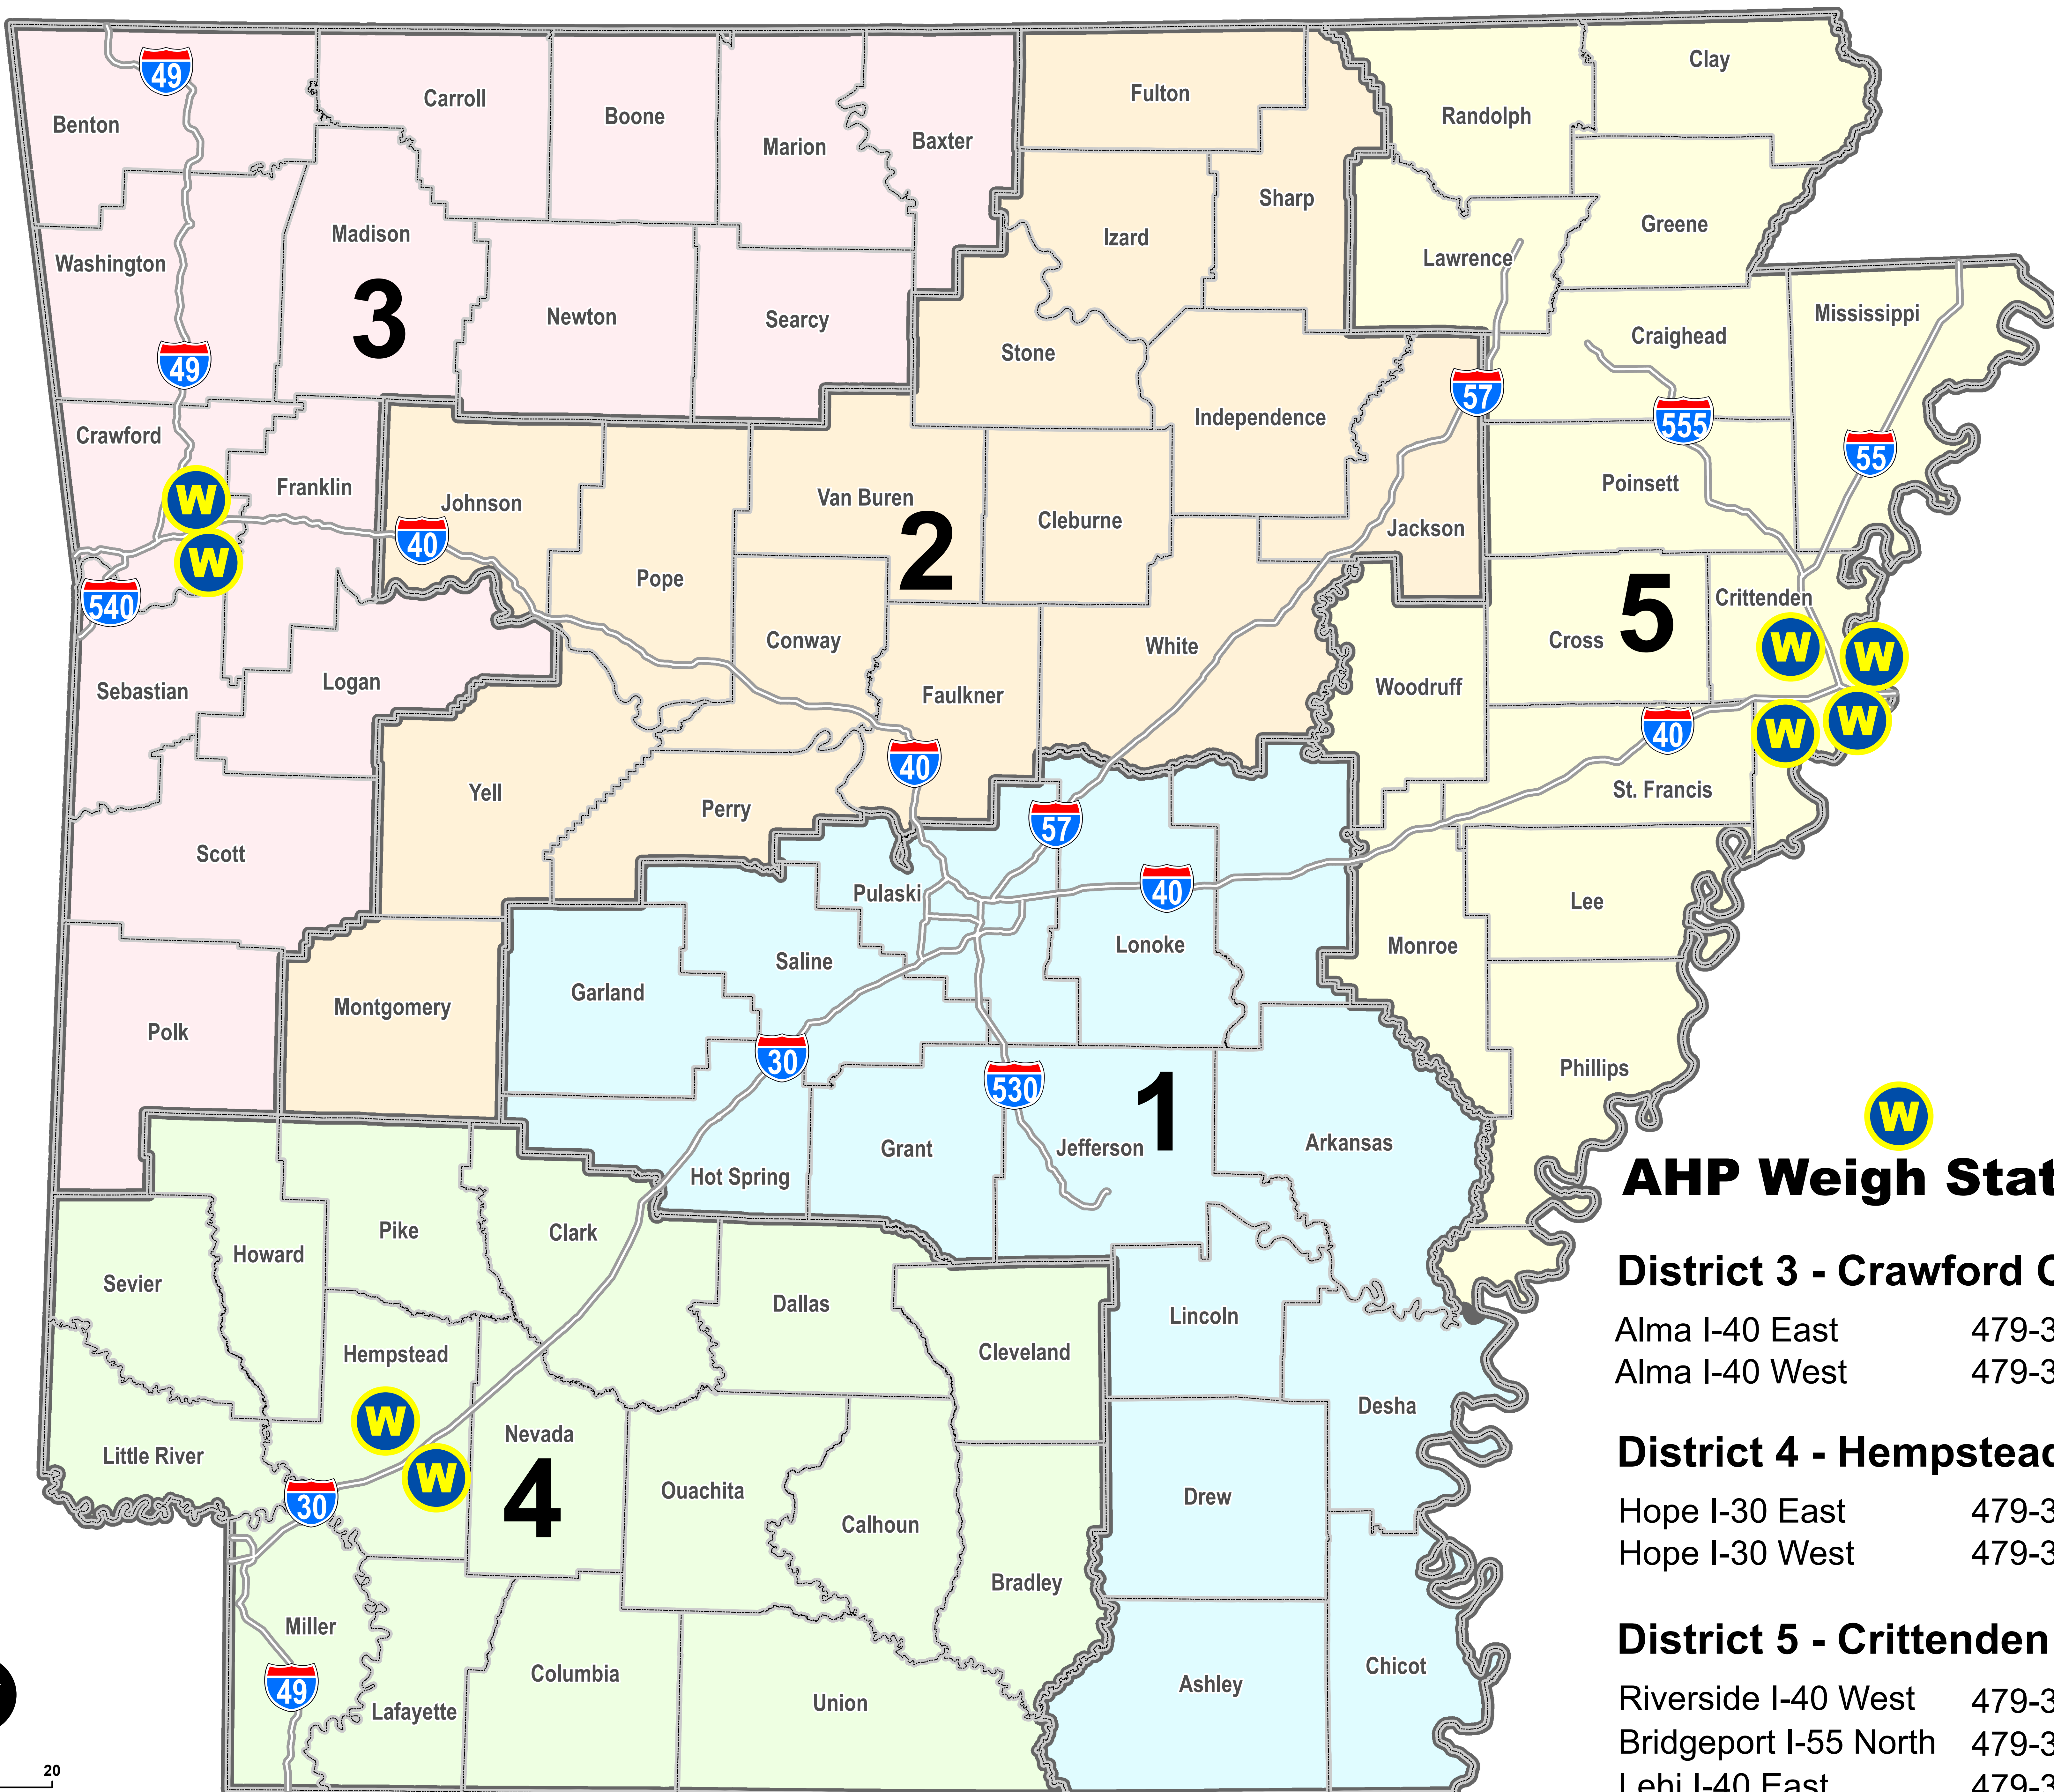 49
Clay
Carroll
Fulton
Boone
Randolph
Benton
Baxter
Marion
Sharp
Greene
Madison
Izard
Lawrence
Washington
Mississippi
3
Newton
Searcy
Craighead
Stone
49
57
Independence
555
Crawford
55
Franklin
Johnson
Van Buren
Poinsett
W
Cleburne
Jackson
40
2
W
Pope
540
Crittenden
5
Conway
Cross
White
W
W
Sebastian
Logan
Faulkner
Woodruff
W
W
40
40
Yell
St. Francis
Perry
57
Scott
Pulaski
40
Lee
Lonoke
Monroe
Saline
Garland
Montgomery
Polk
30
Phillips
530
1
W
Jefferson
Arkansas
Grant
Hot Spring
AHP Weigh Stat
Pike
Clark
Howard
Sevier
District 3 - Crawford C
Dallas
Lincoln
Alma I-40 East 479-3
Cleveland
Hempstead
Alma I-40 West 479-3
Desha
W
Nevada
District 4 - Hempstead
Little River
W
Ouachita
4
Drew
30
Hope I-30 East 479-3
Calhoun
Hope I-30 West 479-3
Bradley
Miller
District 5 - Crittenden
Chicot
Columbia
Ashley
49
Union
Lafayette
Riverside I-40 West 479-3
Bridgeport I-55 North 479-3
20
Lehi I-40 East 479-3